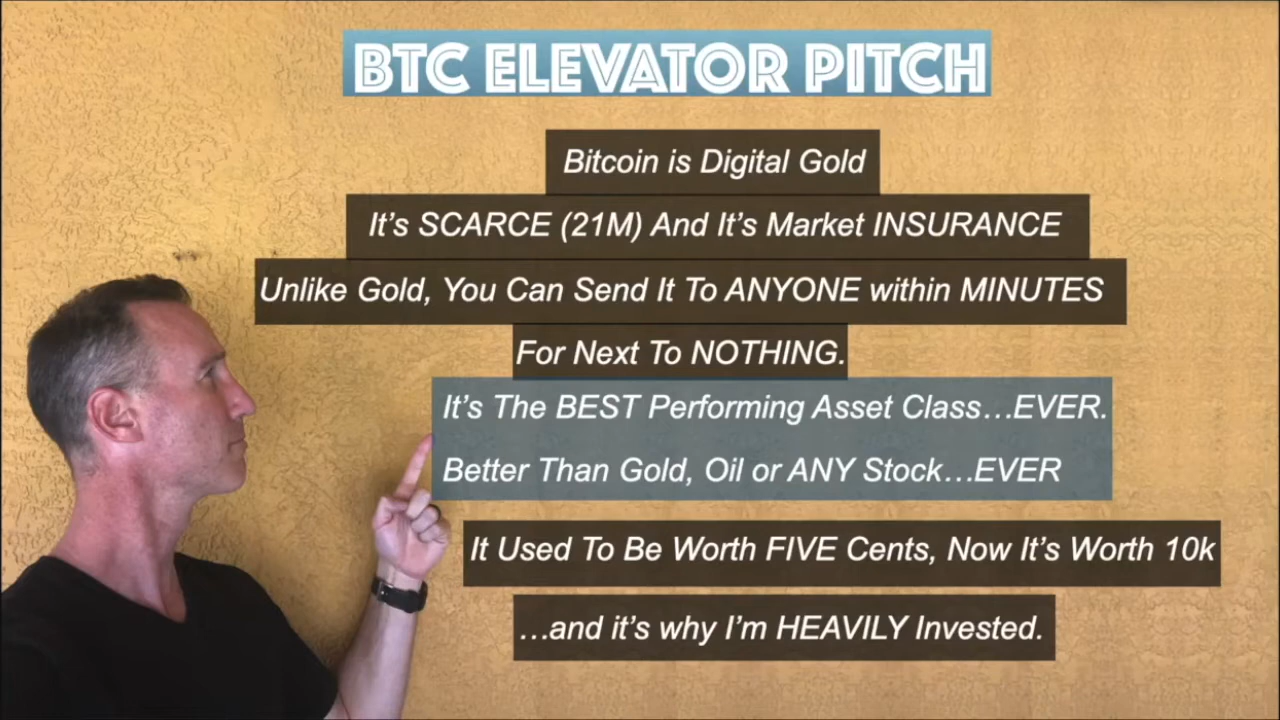 BTC ELEVATOR PITCH
Bitcoin is Digital Gold
It's SCARCE (21M) And It's Market INSURANCE
Unlike Gold, You Can Send It To ANYONE within MINUTES
For Next To NOTHING.
It's The BEST Performing Asset Class…EVER.
Better Than Gold, Oil or ANY Stock…EVER
It Used To Be Worth FIVE Cents, Now It's Worth 10k
…and it's why I'm HEAVILY Invested.